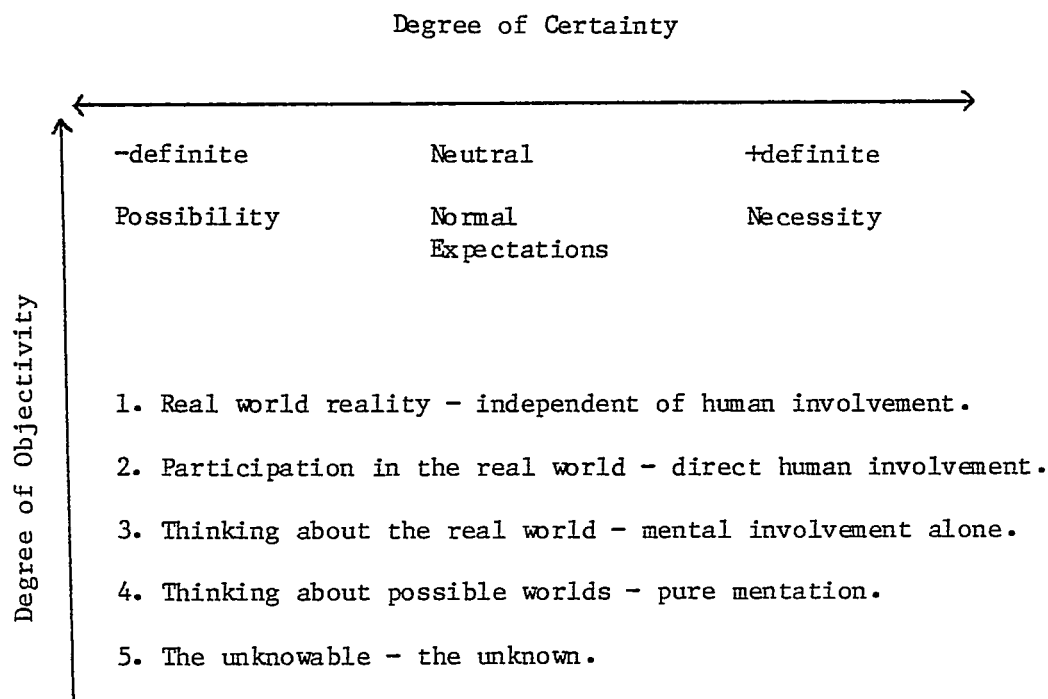 Degree of Certainty
-definite Neutral +definite
Possibility Normal Necessity
Expectations
Degree of Objectivity
1. Real world reality - independent of human involvement.
2. Participation in the real world - direct human involvement.
3. Thinking about the real world - mental involvement alone.
4. Thinking about possible worlds - pure mentation.
5. The unknowable - the unknown.